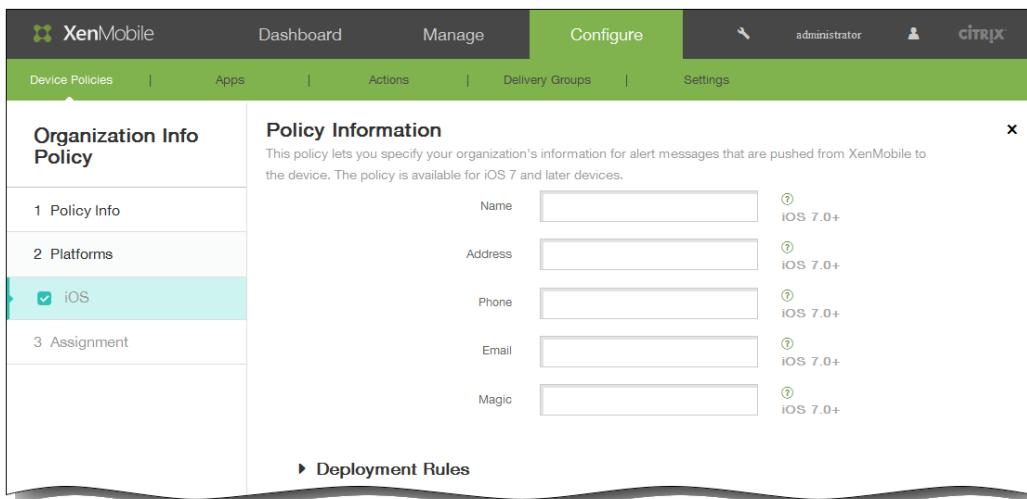 XenMobile Dashboard Manage Configure administrator CİTRIX
Device Policies | Apps | Actions | Delivery Groups | Settings
Organization Info
Policy
1 Policy Info
2 Platforms
iOS
3 Assignment
Policy Information
This policy lets you specify your organization's information for alert messages that are pushed from XenMobile to
the device. The policy is available for iOS 7 and later devices.
Name
iOS 7.0+
Address
iOS 7.0+
Phone
iOS 7.0+
Email
iOS 7.0+
Magic
iOS 7.0+
Deployment Rules